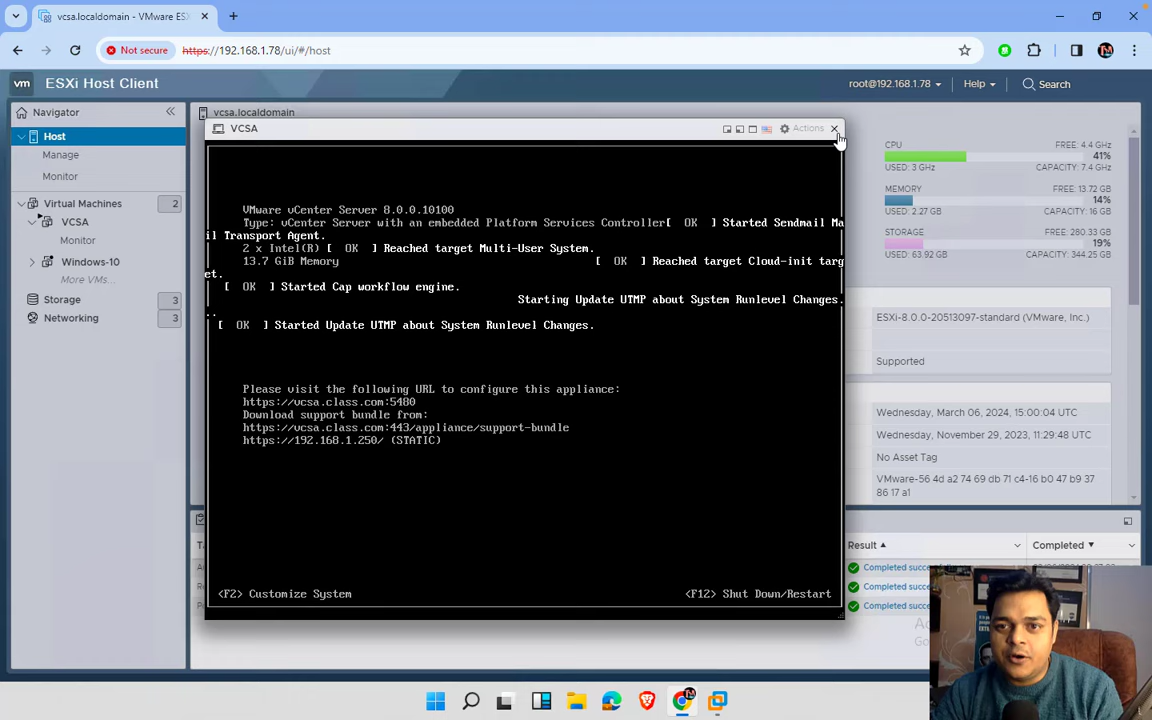 vcsa.localdomain - VMware ESX
Not secure
https://192.168.1.78/ui/#/host
vm
ESXi Host Client
root@192.168.1.78
Help
Search
Navigator
Host
Manage
Monitor
Virtual Machines
2
VCSA
Monitor
Windows-10
More VMs...
Storage
3
Networking
3
vcsa.localdomain
VCSA
Actions
VMware vCenter Server 8.0.0.10100
Type: vCenter Server with an embedded Platform Services Controller[  OK  ] Started Sendmail Ma
il Transport Agent.
2 x Intel(R) [  OK  ] Reached target Multi-User System.
13.7 GiB Memory [  OK  ] Reached target Cloud-init targ
et.
[  OK  ] Started Cap workflow engine.
Starting Update UTMP about System Runlevel Changes.
..
[  OK  ] Started Update UTMP about System Runlevel Changes.
Please visit the following URL to configure this appliance:
https://vcsa.class.com:5480
Download support bundle from:
https://vcsa.class.com:443/appliance/support-bundle
https://192.168.1.250/ (STATIC)
<F2> Customize System
<F12> Shut Down/Restart
CPU
FREE: 4.4 GHz
41%
USED: 3 GHz
CAPACITY: 7.4 GHz
MEMORY
FREE: 13.72 GB
14%
USED: 2.27 GB
CAPACITY: 16 GB
STORAGE
FREE: 280.33 GB
19%
USED: 63.92 GB
CAPACITY: 344.25 GB
ESXi-8.0.0-20513097-standard (VMware, Inc.)
Supported
Wednesday, March 06, 2024, 15:00:04 UTC
Wednesday, November 29, 2023, 11:29:48 UTC
No Asset Tag
VMware-56 4d a2 74 69 db 71 c4-16 b0 47 b9 37
86 17 a1
Result
Completed
Completed succe
Completed succe
Completed succe